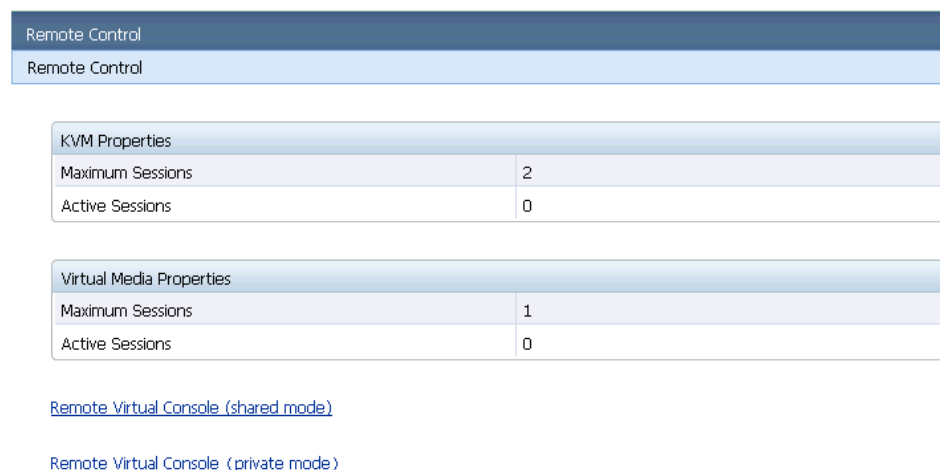 Remote Control
Remote Control
KVM Properties
Maximum Sessions 2
Active Sessions 0
Virtual Media Properties
Maximum Sessions 1
Active Sessions 0
Remote Virtual Console (shared mode)
Remote Virtual Console (private mode)